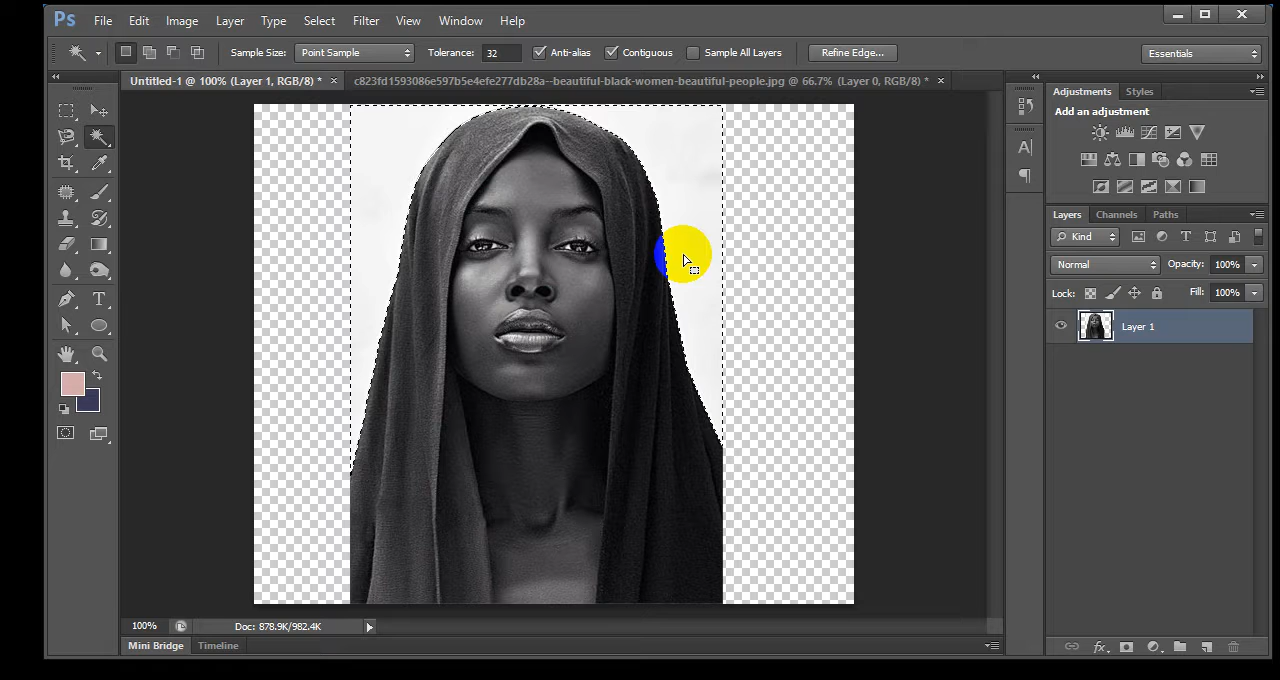 Ps File Edit Image Layer Type Select Filter View Window Help
Sample Size: Point Sample Tolerance: 32 Anti-alias Contiguous Sample All Layers Refine Edge... Essentials
Untitled-1 @ 100% (Layer 1, RGB/8) * × c823fd1593086e597b5e4efe277db28a--beautiful-black-women-beautiful-people.jpg @ 66.7% (Layer 0, RGB/8) * ×
Adjustments Styles
Add an adjustment
Layers Channels Paths
Kind
Normal Opacity: 100%
Lock: Fill: 100%
Layer 1
100% Doc: 878.9K/982.4K
Mini Bridge Timeline